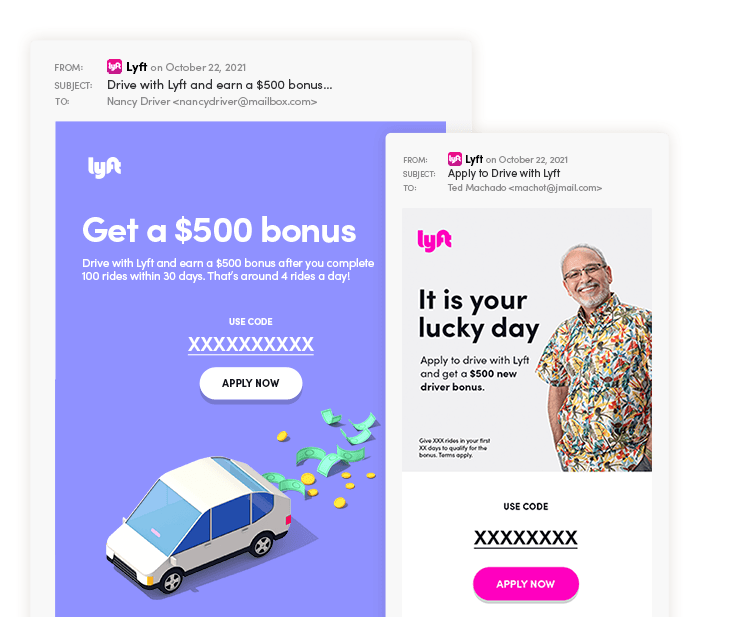 FROM: Lyft on October 22, 2021
SUBJECT: Drive with Lyft and earn a $500 bonus...
TO: Nancy Driver <nancydriver@mailbox.com>
lyft
Get a $500 bonus
Drive with Lyft and earn a $500 bonus after you complete
100 rides within 30 days. That's around 4 rides a day!
USE CODE
XXXXXXXXXX
APPLY NOW
FROM: Lyft on October 22, 2021
SUBJECT: Apply to Drive with Lyft
TO: Ted Machado <machot@jmail.com>
lyft
It is your
lucky day
Apply to drive with Lyft
and get a $500 new
driver bonus.
Give XXX rides in your first
XX days to qualify for the
bonus. Terms apply.
USE CODE
XXXXXXXX
APPLY NOW